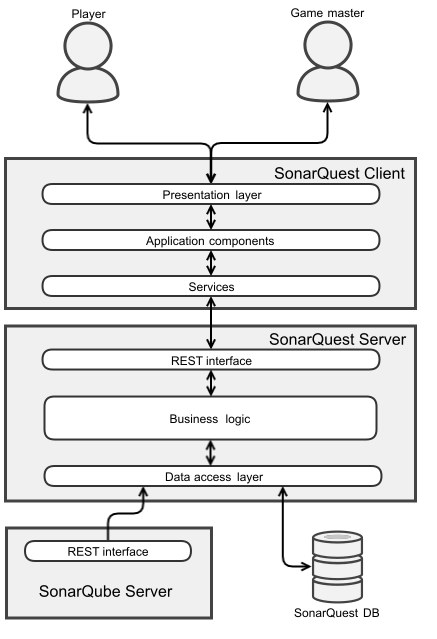 Player
Game master
SonarQuest Client
Presentation layer
Application components
Services
SonarQuest Server
REST interface
Business logic
Data access layer
REST interface
SonarQube Server
SonarQuest DB